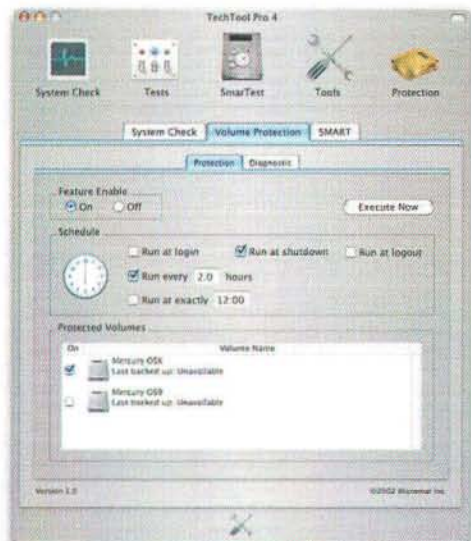 TechTool Pro 4
System Check Tests SmarTest Tools Protection
System Check Volume Protection SMART
Protection Diagnostic
Feature Enable
On Off Execute Now
Schedule
Run at login Run at shutdown Run at logout
Run every 2.0 hours
Run at exactly 12:00
Protected Volumes
On Volume Name
Mercury OSX
Last backed up: Unavailable
Mercury OS9
Last backed up: Unavailable
Version 1.0 ©2002 Micromat Inc.